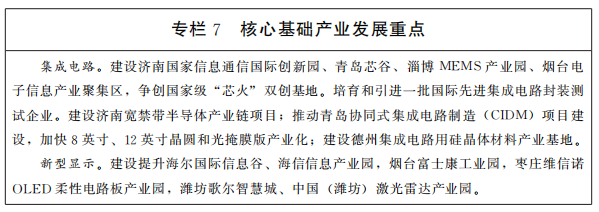 专栏 7 核心基础产业发展重点
集成电路。建设济南国家信息通信国际创新园、青岛芯谷、淄博 MEMS 产业园、烟台电
子信息产业聚集区，争创国家级“芯火”双创基地。培育和引进一批国际先进集成电路封装测
试企业。建设济南宽禁带半导体产业链项目；推动青岛协同式集成电路制造（CIDM）项目建
设，加快 8 英寸、12 英寸晶圆和光掩膜版产业化；建设德州集成电路用硅晶体材料产业基地。
新型显示。建设提升海尔国际信息谷、海信信息产业园，烟台富士康工业园，枣庄维信诺
OLED 柔性电路板产业园，潍坊歌尔智慧城、中国（潍坊）激光雷达产业园。